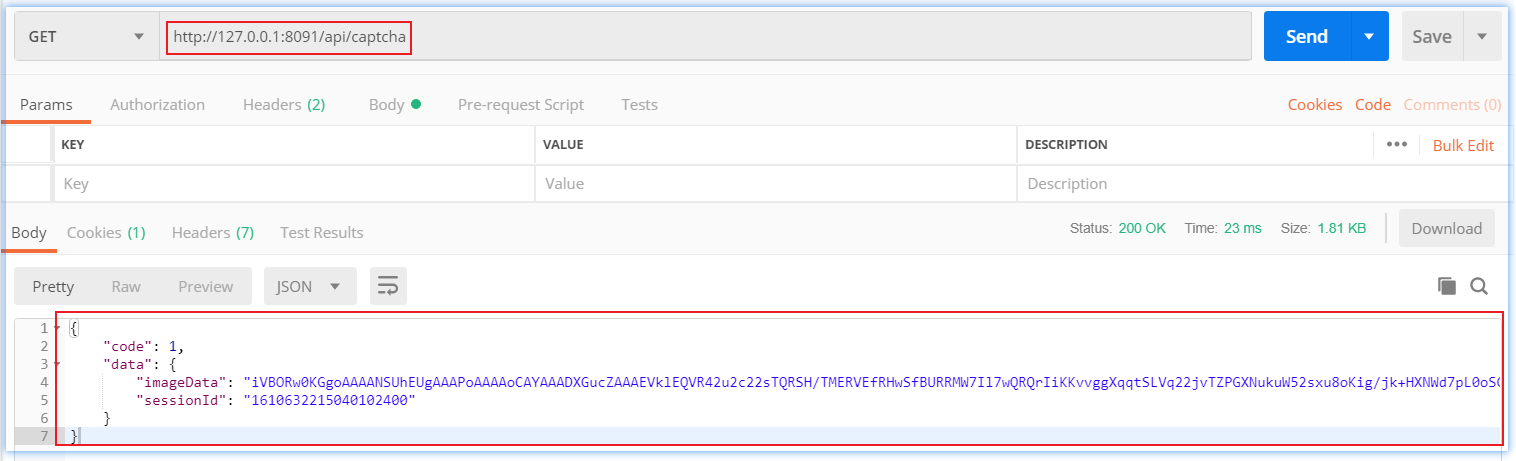 GET http://127.0.0.1:8091/api/captcha Send Save
Params Authorization Headers (2) Body Pre-request Script Tests Cookies Code Comments (0)
KEY VALUE DESCRIPTION ••• Bulk Edit
Key Value Description
Body Cookies (1) Headers (7) Test Results Status: 200 OK Time: 23 ms Size: 1.81 KB Download
Pretty Raw Preview JSON
1 {
2 "code": 1,
3 "data": {
4 "imageData": "iVBORw0KGgoAAAANSUhEUgAAAPoAAAAoCAYAAADXGucZAAAEVklEQVR42u2c22sTQRSH/TMERVEfRHwSfBURRMW7Il7wQRQrIiKKvvggXqqtSLVq22jvTZPGXNukuW52sxu8oKig/jk+HXNWd7pL0oS
5 "sessionId": "1610632215040102400"
6 }
7 }